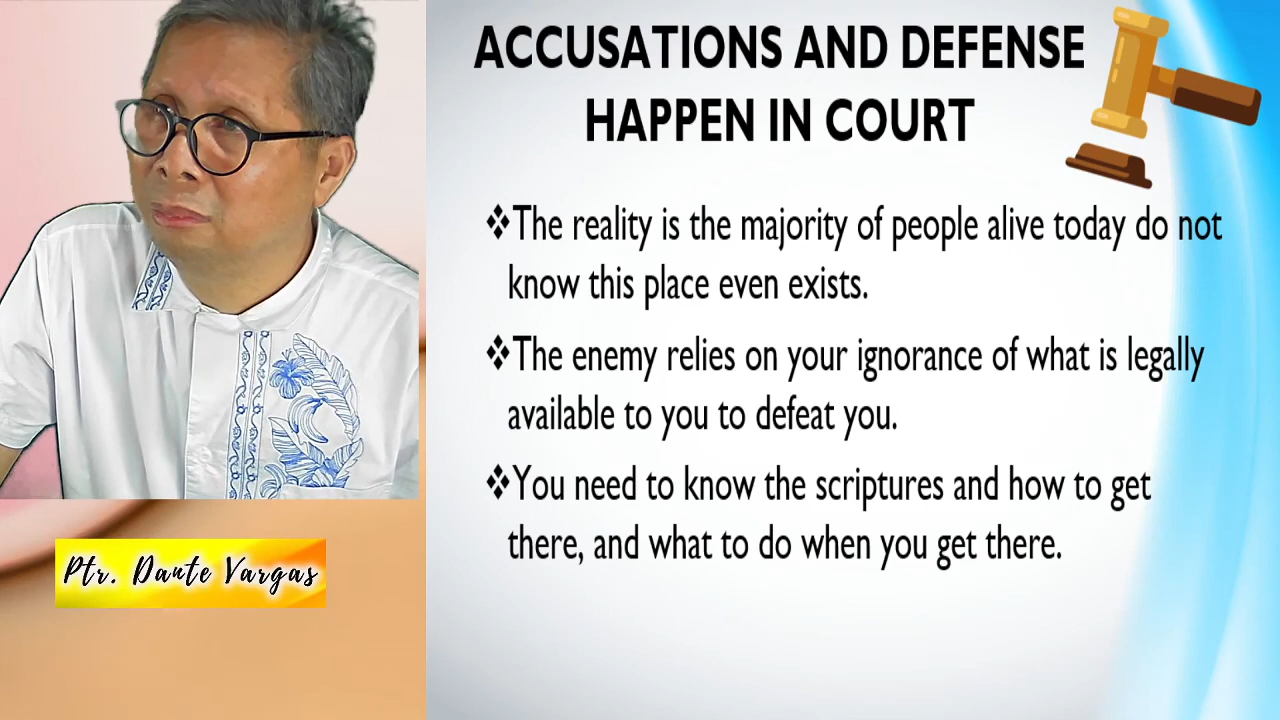 ACCUSATIONS AND DEFENSE
HAPPEN IN COURT
❖The reality is the majority of people alive today do not
know this place even exists.
❖The enemy relies on your ignorance of what is legally
available to you to defeat you.
❖You need to know the scriptures and how to get
there, and what to do when you get there.
Ptr. Dante Vargas